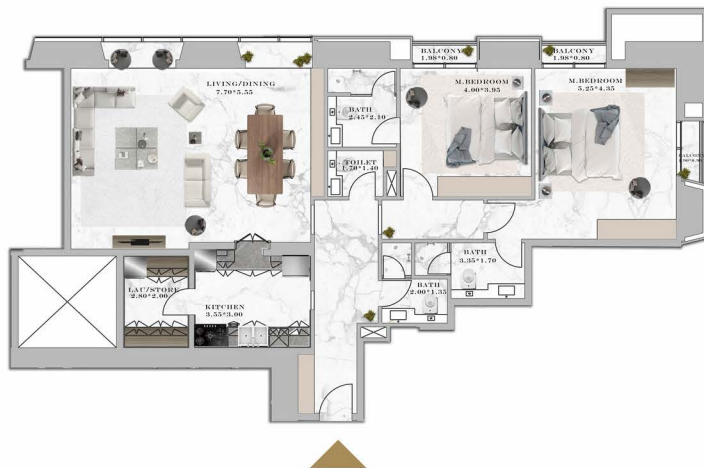 BALCONY
1.98*0.80
BALCONY
1.98*0.80
LIVING/DINING
7.70*5.55
M.BEDROOM
4.00*3.95
M.BEDROOM
5.25*4.35
BATH
2.45*2.10
TOILET
1.70*1.40
BALCONY
BATH
3.35*1.70
LAU/STORE
2.80*2.00
BATH
2.00*1.35
KITCHEN
3.55*3.00